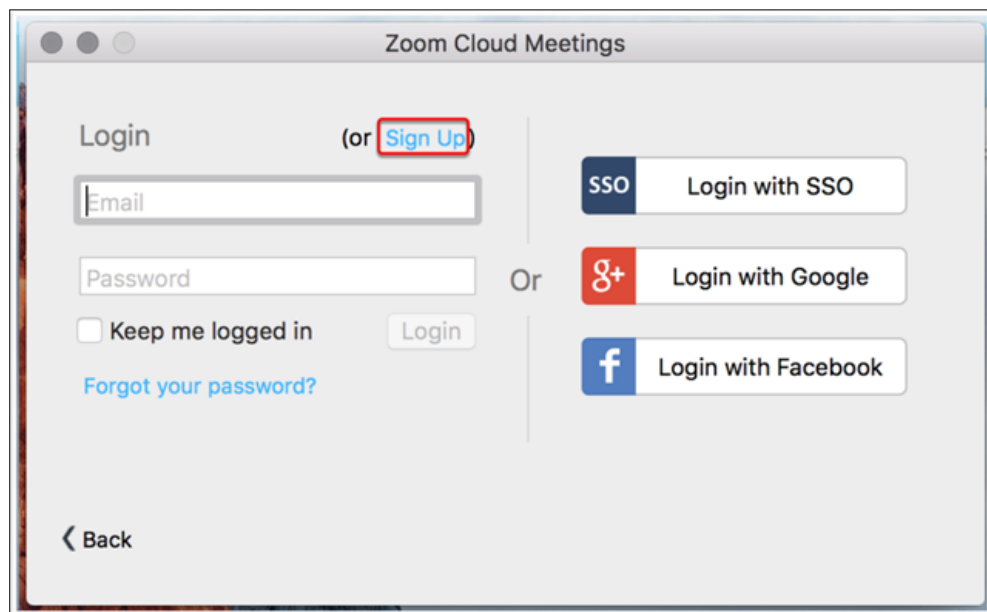 Zoom Cloud Meetings
Login (or Sign Up)
Email
Password
Keep me logged in Login
Forgot your password?
Or
SSO Login with SSO
g+ Login with Google
f Login with Facebook
Back